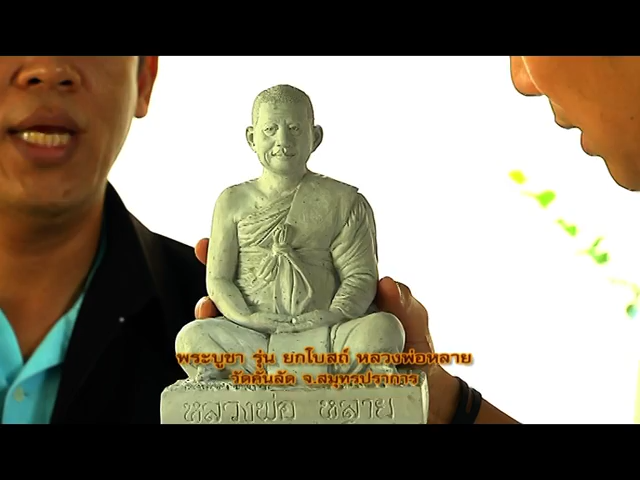 พระบูชา รุ่น ยกโบสถ์ หลวงพ่อหลาย
วัดคันลัด จ.สมุทรปราการ
หลวงพ่อ หลาย